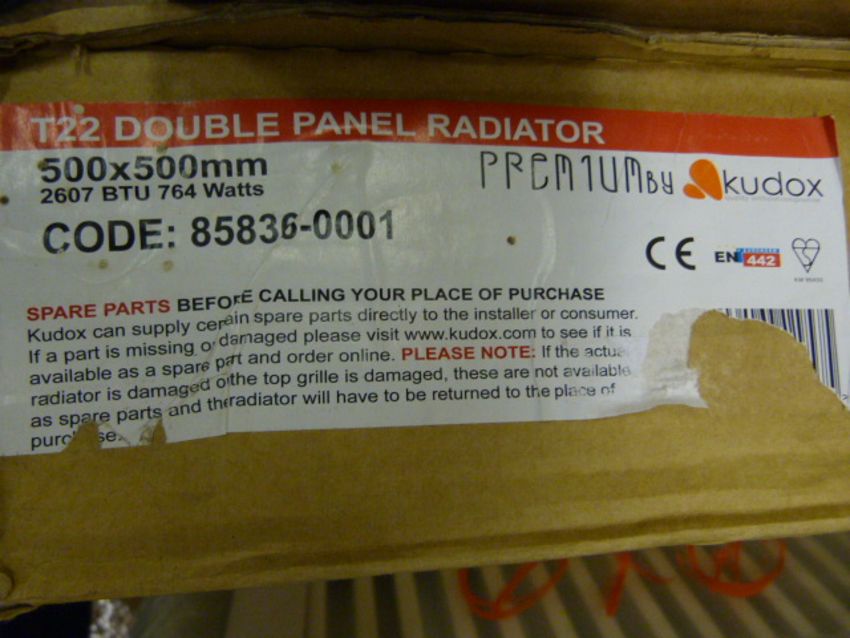 T22 DOUBLE PANEL RADIATOR
500x500mm
2607 BTU 764 Watts
PREM1UM BY kudox
CODE: 85836-0001
CE EN 442
SPARE PARTS BEFORE CALLING YOUR PLACE OF PURCHASE
Kudox can supply cerain spare parts directly to the installer or consumer.
If a part is missing or damaged please visit www.kudox.com to see if it is
available as a spare part and order online. PLEASE NOTE: If the actua
radiator is damaged o the top grille is damaged, these are not available
as spare parts and the radiator will have to be returned to the place of
purchase.